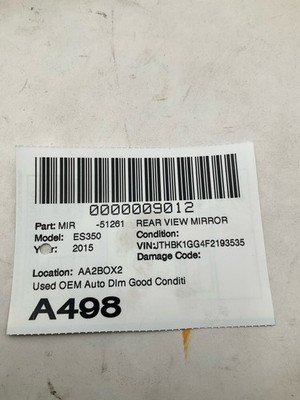 0000009012
Part: MIR -51261 REAR VIEW MIRROR
Model: ES350 Condition:
Year: 2015 VIN:JTHBK1GG4F2193535
Damage Code:
Location: AA2BOX2
Used OEM Auto DIm Good Conditi
A498